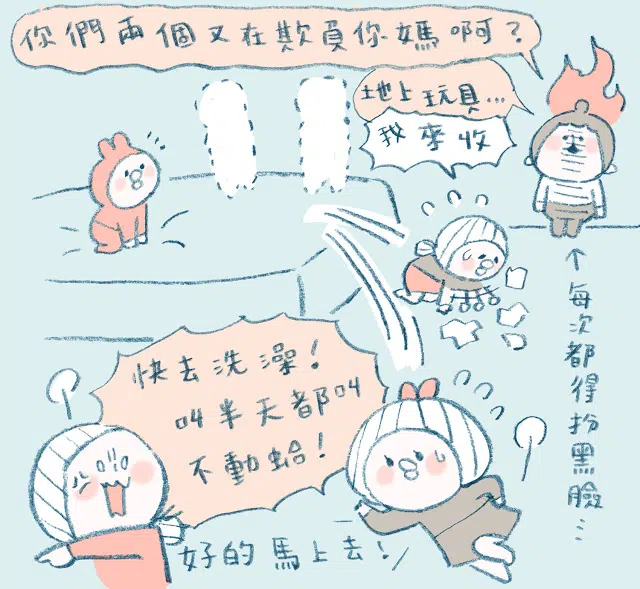 你們兩個又在欺負你媽啊？
地上玩具...
我來收
↑每次都得扮黑臉...
快去洗澡！
叫半天都叫
不動蛤！
好的馬上去！